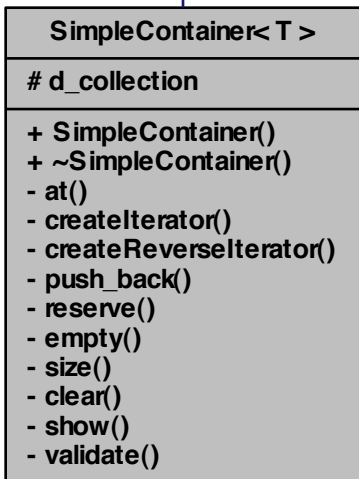 SimpleContainer< T >
# d_collection
+ SimpleContainer()
+ ~SimpleContainer()
- at()
- createIterator()
- createReverseIterator()
- push_back()
- reserve()
- empty()
- size()
- clear()
- show()
- validate()